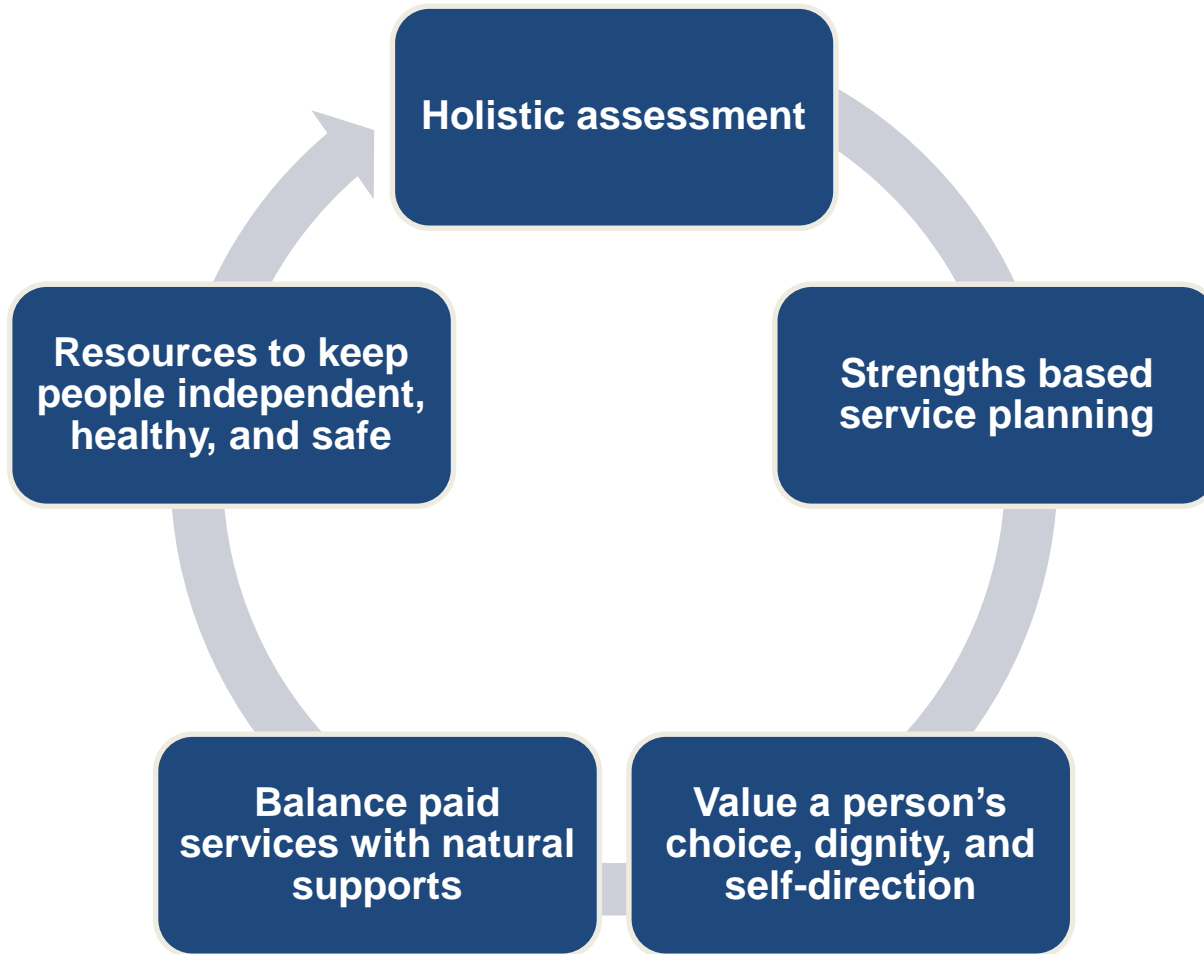 Holistic assessment
Strengths based
service planning
Value a person’s
choice, dignity, and
self-direction
Balance paid
services with natural
supports
Resources to keep
people independent,
healthy, and safe